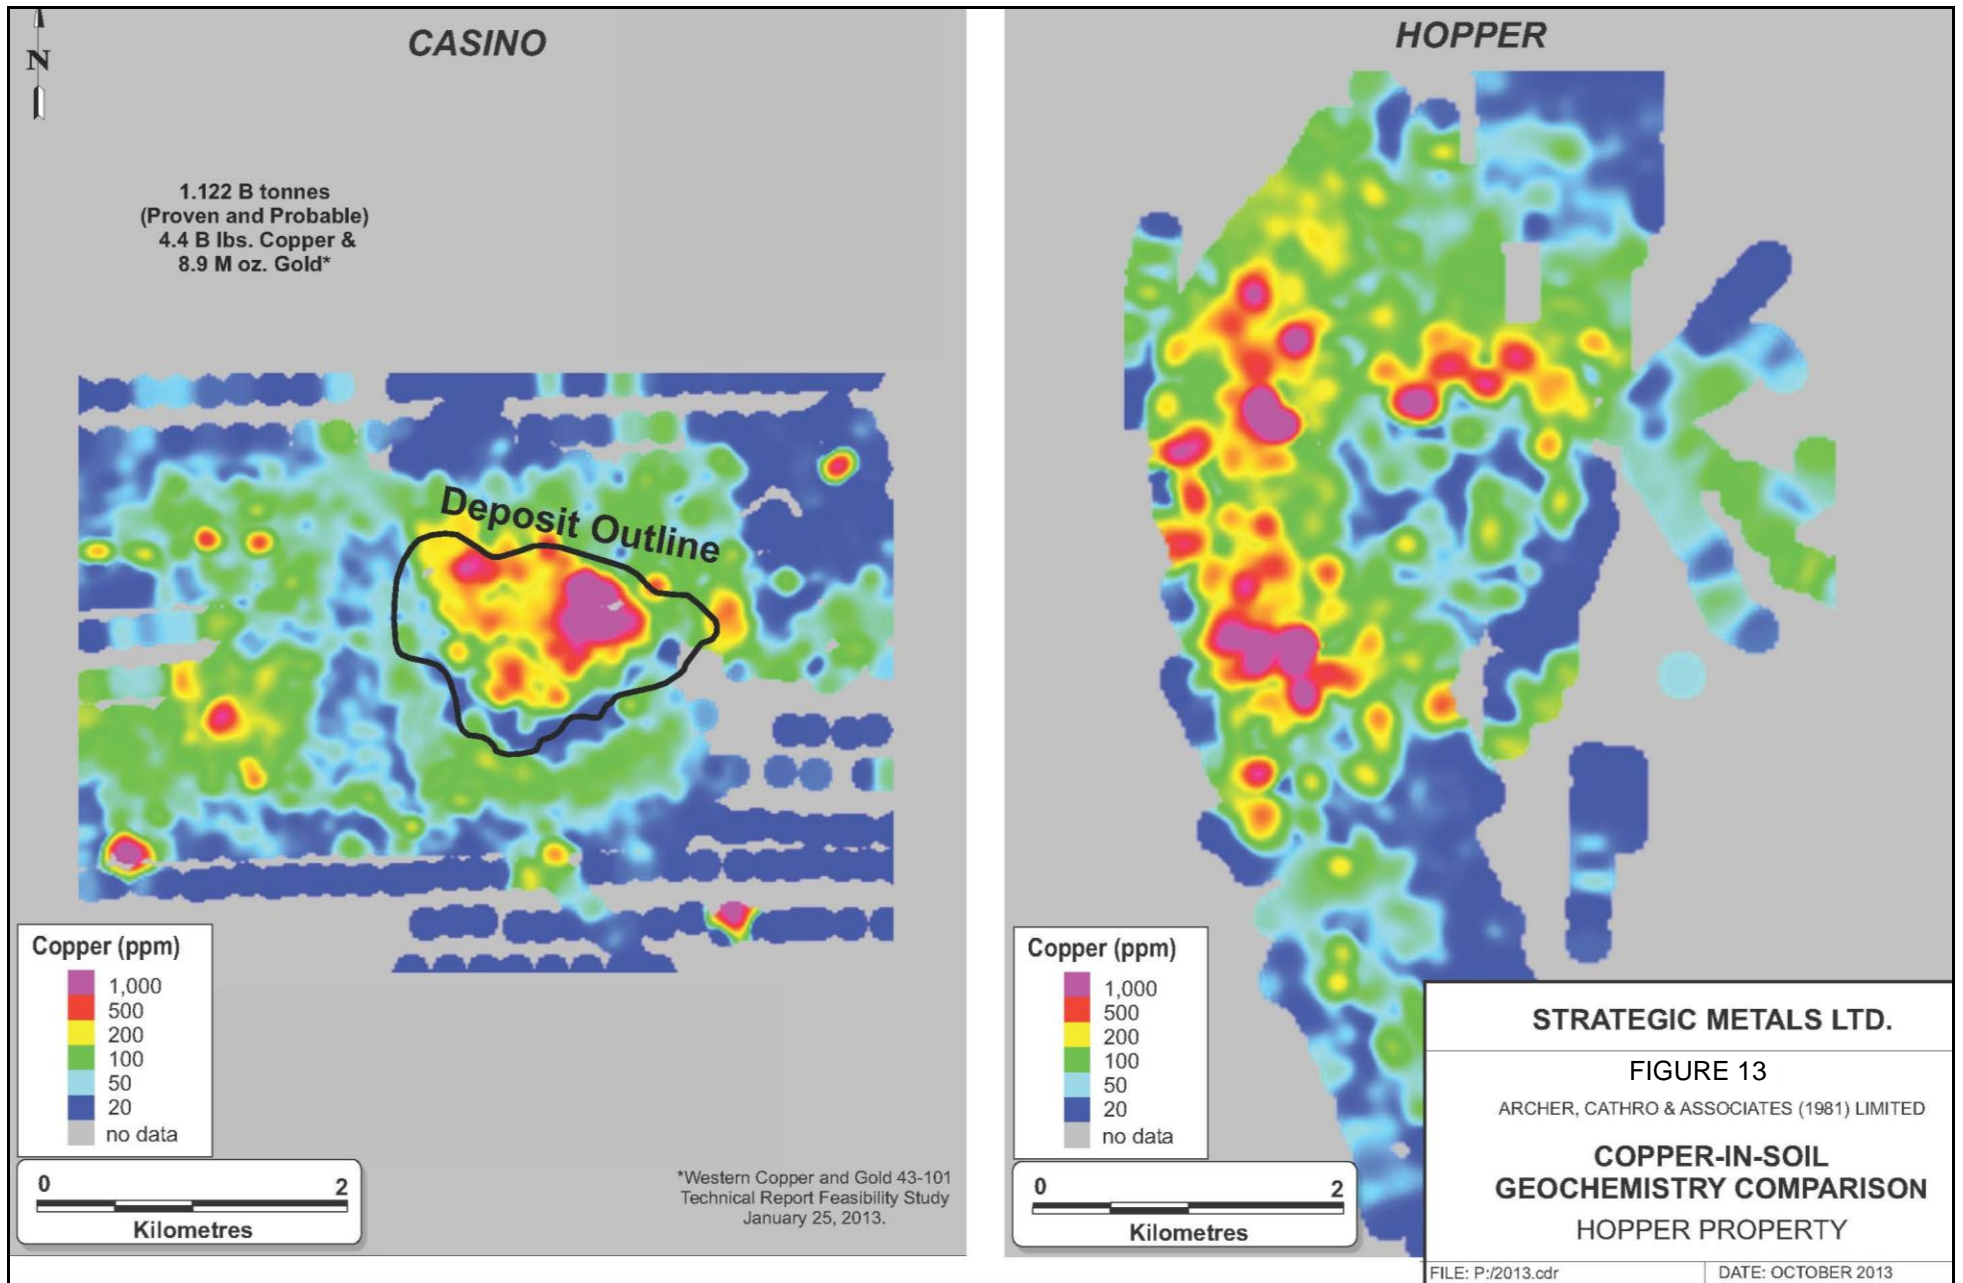 N
CASINO
1.122 B tonnes
(Proven and Probable)
4.4 B lbs. Copper &
8.9 M oz. Gold*
Deposit Outline
Copper (ppm)
1,000
500
200
100
50
20
no data
0 2
Kilometres
*Western Copper and Gold 43-101
Technical Report Feasibility Study
January 25, 2013.
HOPPER
Copper (ppm)
1,000
500
200
100
50
20
no data
0 2
Kilometres
STRATEGIC METALS LTD.
FIGURE 13
ARCHER, CATHRO & ASSOCIATES (1981) LIMITED
COPPER-IN-SOIL
GEOCHEMISTRY COMPARISON
HOPPER PROPERTY
FILE: P:/2013.cdr DATE: OCTOBER 2013